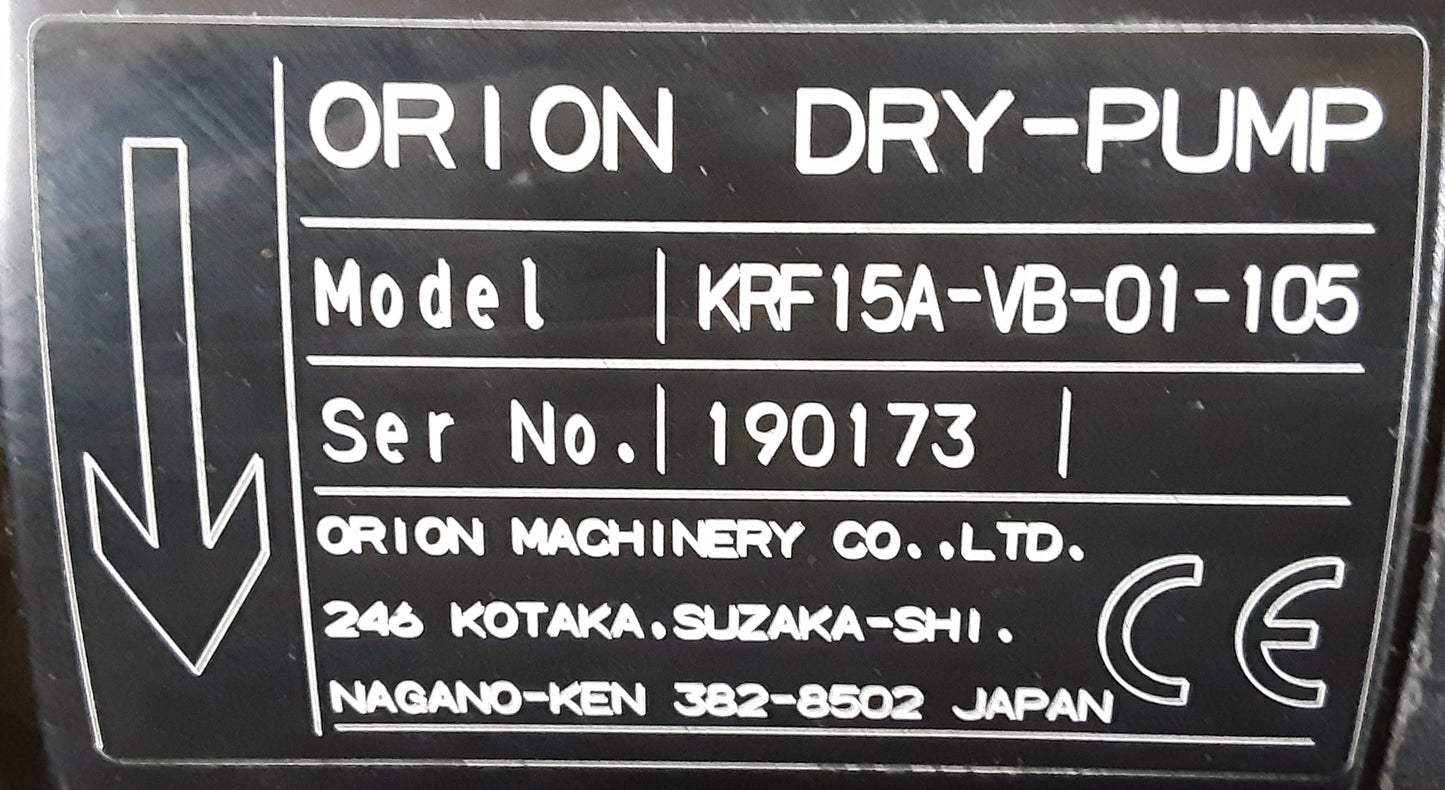 ORION DRY-PUMP
Model | KRF15A-VB-01-105
Ser No. | 190173 |
ORION MACHINERY CO.,.LTD.
246 KOTAKA.SUZAKA-SHI.
NAGANO-KEN 382-8502 JAPAN
CE